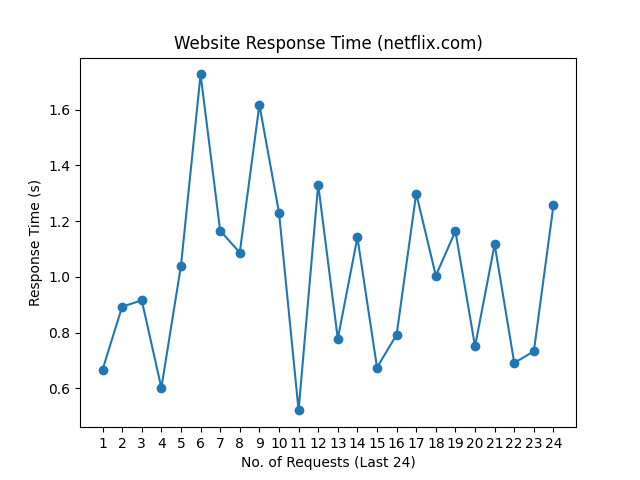 Website Response Time (netflix.com)
Response Time (s)
1.6
1.4
1.2
1.0
0.8
0.6
1 2 3 4 5 6 7 8 9 10 11 12 13 14 15 16 17 18 19 20 21 22 23 24
No. of Requests (Last 24)